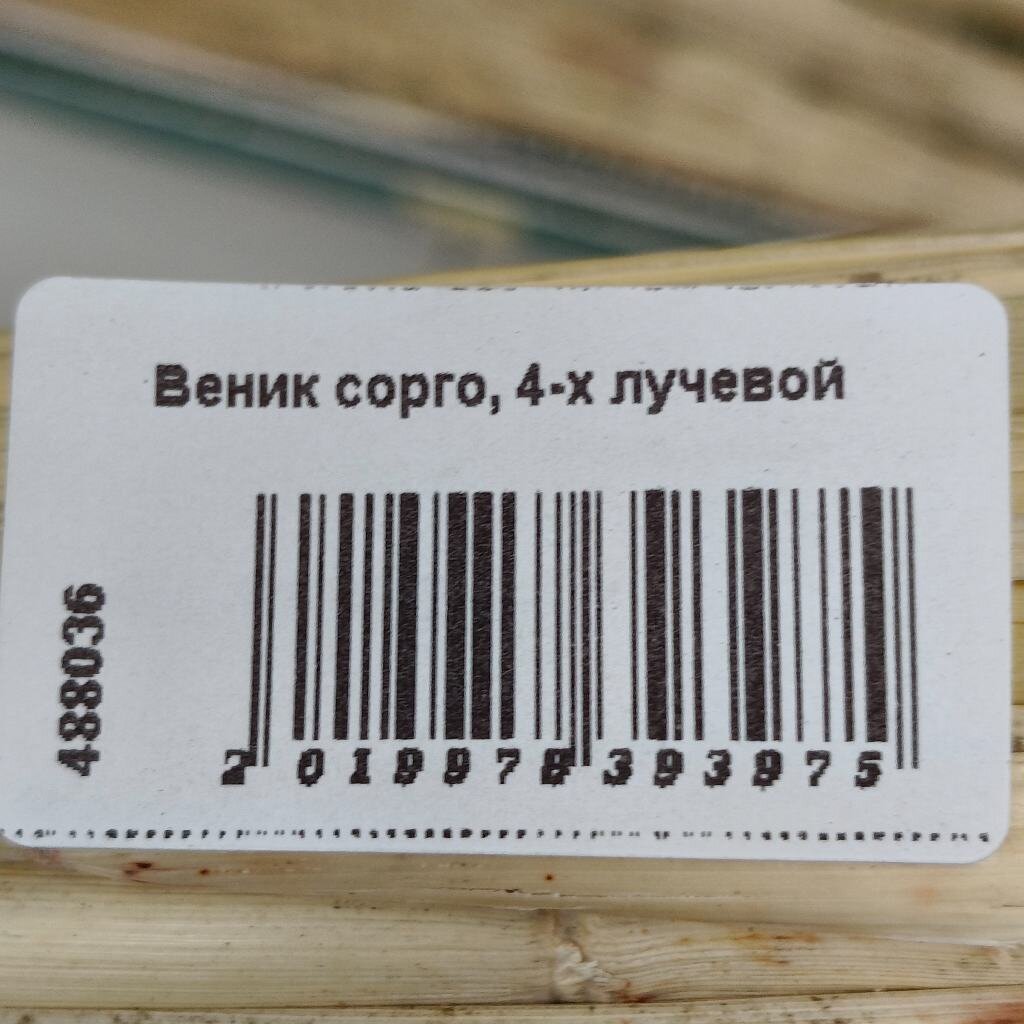 Веник сорго, 4-х лучевой
488036
2 019978 393975